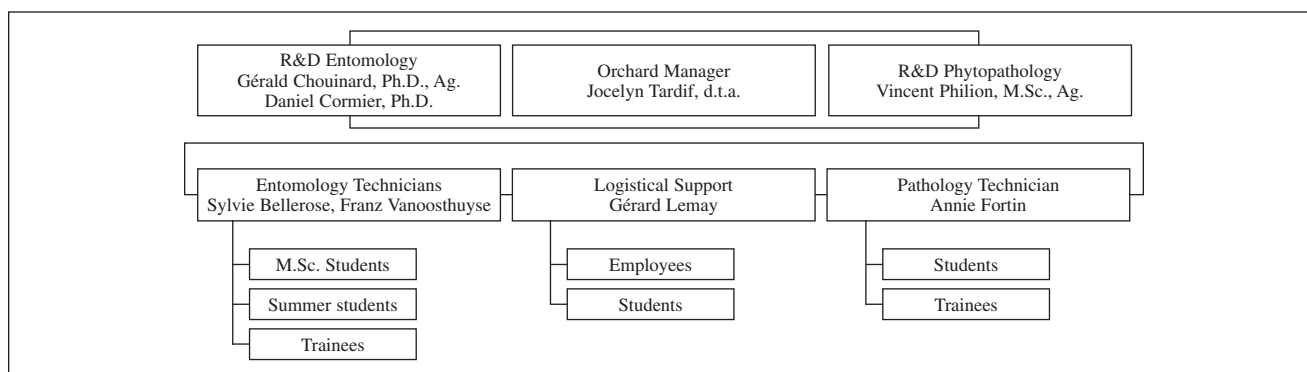 R&D Entomology
Gérald Chouinard, Ph.D., Ag.
Daniel Cormier, Ph.D.
Orchard Manager
Jocelyn Tardif, d.t.a.
R&D Phytopathology
Vincent Philion, M.Sc., Ag.
Entomology Technicians
Sylvie Bellerose, Franz Vanoosthuyse
Logistical Support
Gérard Lemay
Pathology Technician
Annie Fortin
M.Sc. Students
Summer students
Trainees
Employees
Students
Students
Trainees